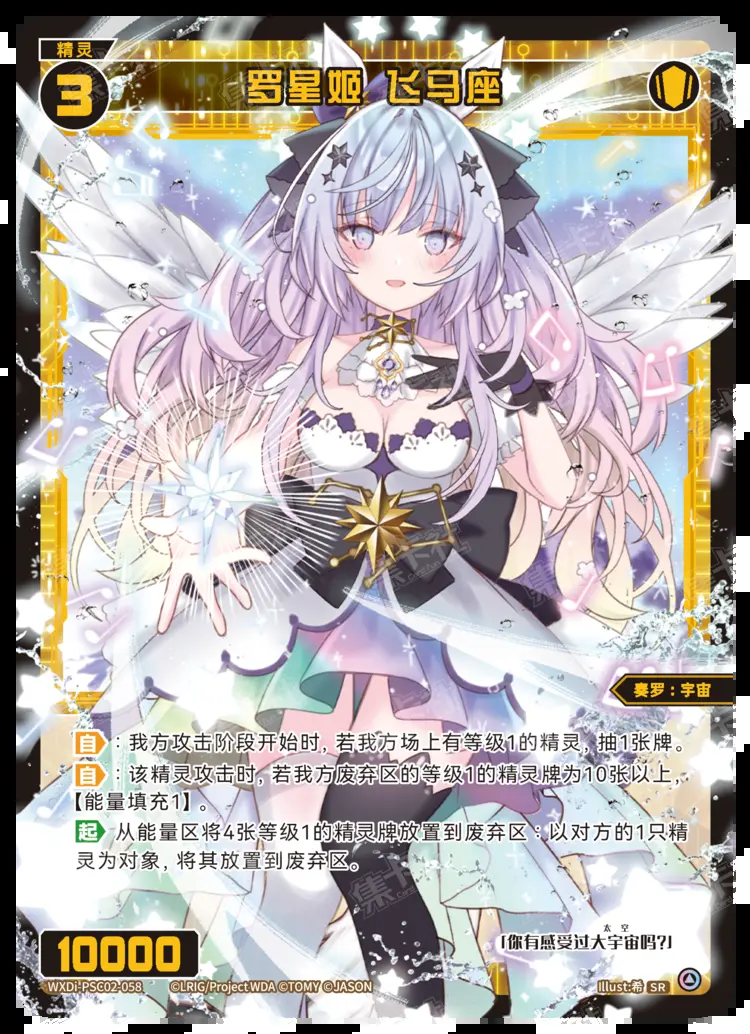 精灵
3
罗星姬 飞马座
奏罗：宇宙
自：我方攻击阶段开始时，若我方场上有等级1的精灵，抽1张牌。
自：该精灵攻击时，若我方废弃区的等级1的精灵牌为10张以上，
【能量填充1】。
起 从能量区将4张等级1的精灵牌放置到废弃区：以对方的1只精
灵为对象，将其放置到废弃区。
太空
「你有感受过大宇宙吗?」
10000
WXDi-PSC02-058 ©LRIG/Project WDA ©TOMY ©JASON
Illust:希 SR
集卡社